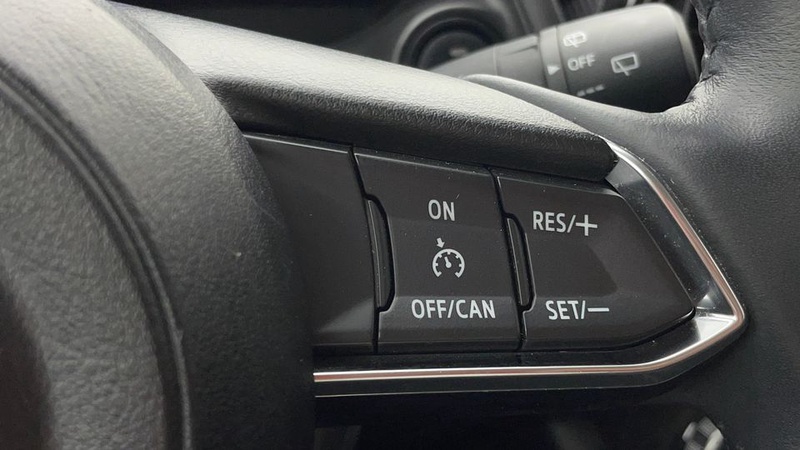 OFF
ON
RES/+
OFF/CAN
SET/−